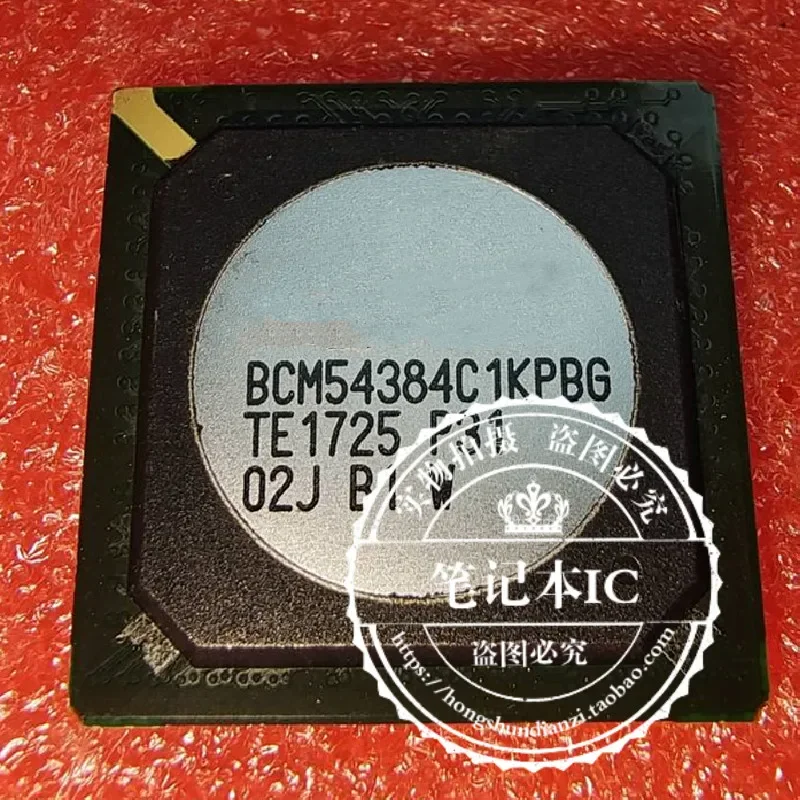 BCM54384C1KPBG
TE1725
02J
实物拍摄 盗图必究
笔记本IC
盗图必究
https://hongshundianzi.taobao.com